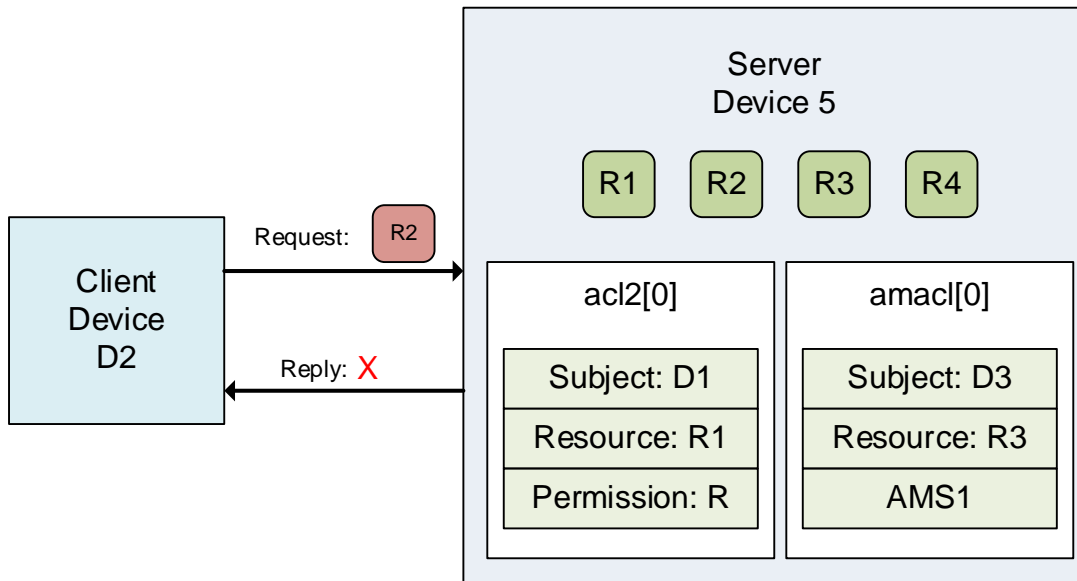 Server
Device 5
R1 R2 R3 R4
Request: R2
Client
Device
D2
Reply: X
acl2[0]
Subject: D1
Resource: R1
Permission: R
amacl[0]
Subject: D3
Resource: R3
AMS1